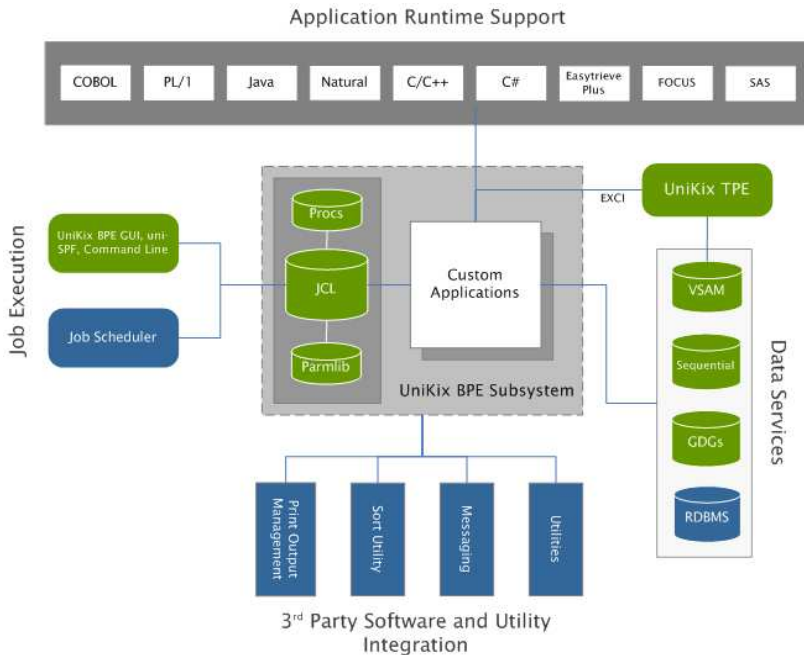 Application Runtime Support
COBOL
PL/1
Java
Natural
C/C++
C#
Easytrieve
Plus
FOCUS
SAS
Job Execution
UniKix BPE GUI, uni-
SPF, Command Line
Job Scheduler
Procs
JCL
Parmlib
Custom
Applications
UniKix BPE Subsystem
EXCI
UniKix TPE
VSAM
Sequential
GDGs
RDBMS
Data Services
Print Output
Management
Sort Utility
Messaging
Utilities
3rd Party Software and Utility
Integration